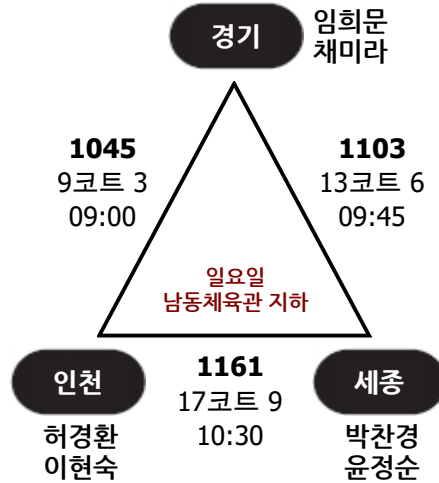 경기
임희문
채미라
1045
9코트 3
09:00
1103
13코트 6
09:45
일요일
남동체육관 지하
인천
허경환
이현숙
1161
17코트 9
10:30
세종
박찬경
윤정순